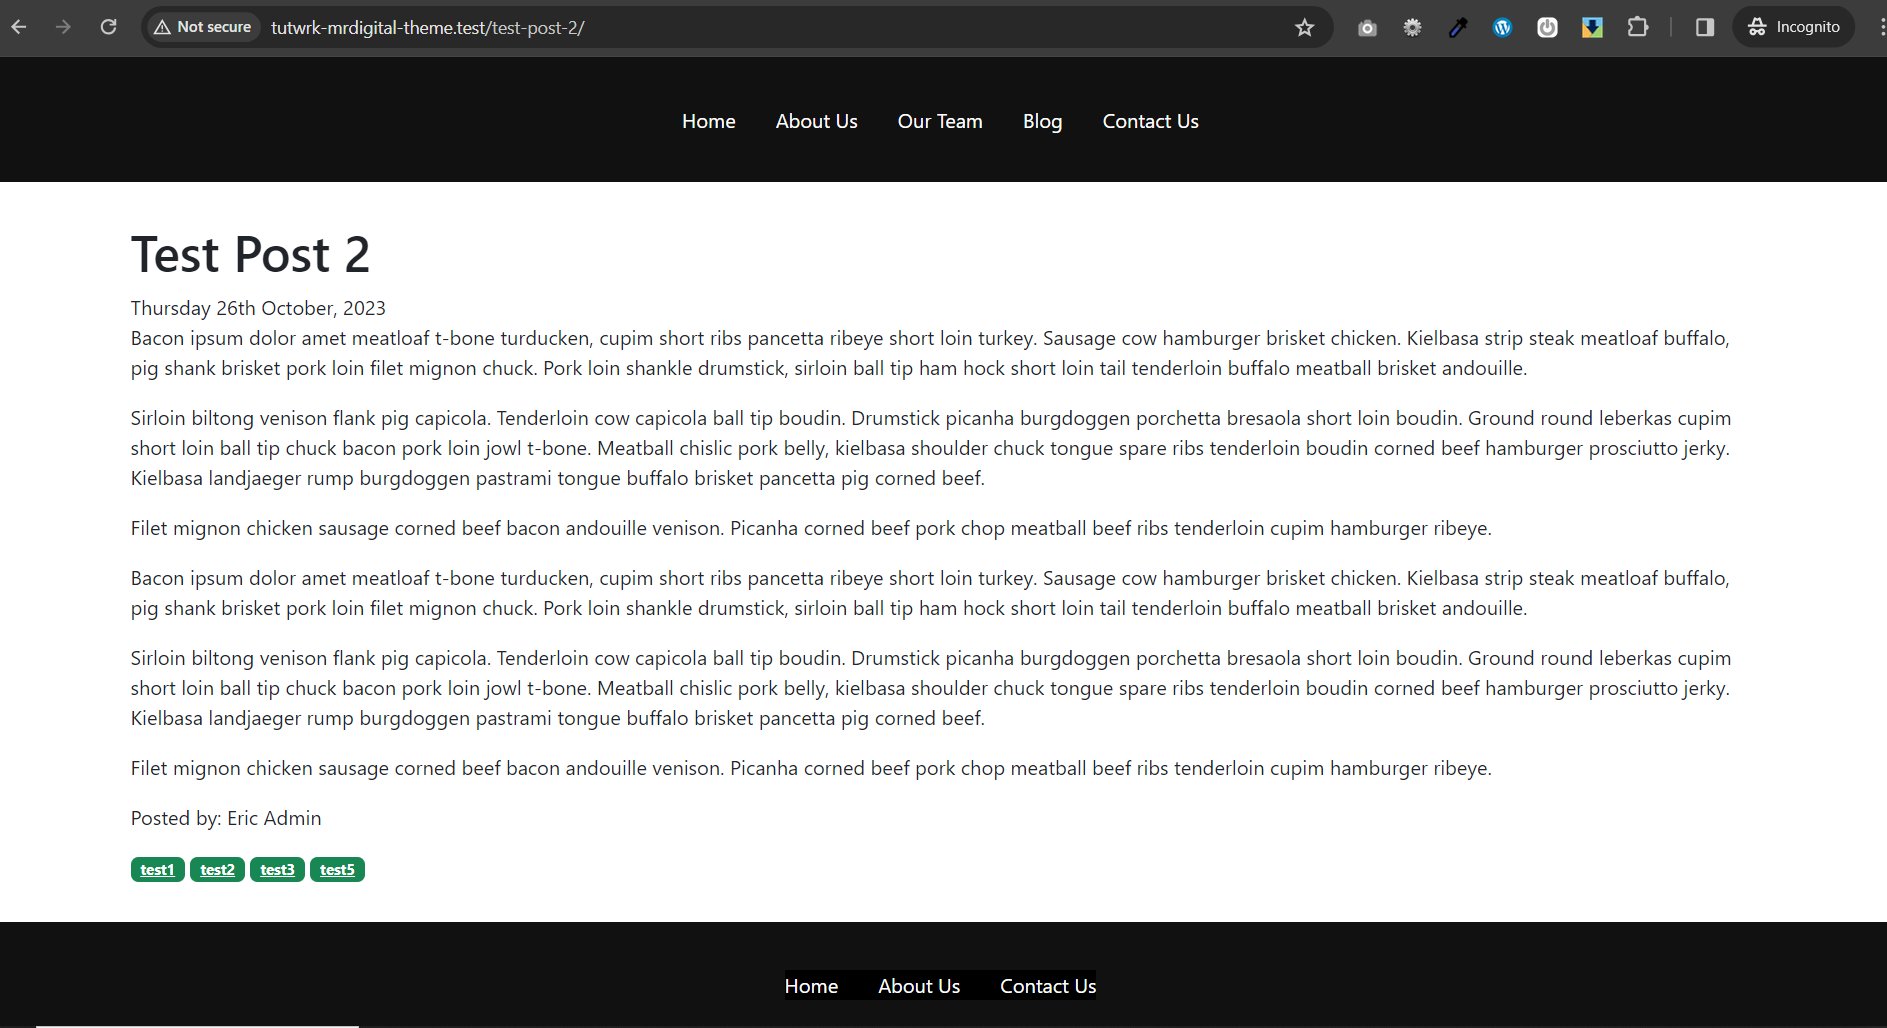 Not secure tutwrk-mrdigital-theme.test/test-post-2/ Incognito
Home About Us Our Team Blog Contact Us
Test Post 2
Thursday 26th October, 2023
Bacon ipsum dolor amet meatloaf t-bone turducken, cupim short ribs pancetta ribeye short loin turkey. Sausage cow hamburger brisket chicken. Kielbasa strip steak meatloaf buffalo,
pig shank brisket pork loin filet mignon chuck. Pork loin shankle drumstick, sirloin ball tip ham hock short loin tail tenderloin buffalo meatball brisket andouille.
Sirloin biltong venison flank pig capicola. Tenderloin cow capicola ball tip boudin. Drumstick picanha burgdoggen porchetta bresaola short loin boudin. Ground round leberkas cupim
short loin ball tip chuck bacon pork loin jowl t-bone. Meatball chislic pork belly, kielbasa shoulder chuck tongue spare ribs tenderloin boudin corned beef hamburger prosciutto jerky.
Kielbasa landjaeger rump burgdoggen pastrami tongue buffalo brisket pancetta pig corned beef.
Filet mignon chicken sausage corned beef bacon andouille venison. Picanha corned beef pork chop meatball beef ribs tenderloin cupim hamburger ribeye.
Bacon ipsum dolor amet meatloaf t-bone turducken, cupim short ribs pancetta ribeye short loin turkey. Sausage cow hamburger brisket chicken. Kielbasa strip steak meatloaf buffalo,
pig shank brisket pork loin filet mignon chuck. Pork loin shankle drumstick, sirloin ball tip ham hock short loin tail tenderloin buffalo meatball brisket andouille.
Sirloin biltong venison flank pig capicola. Tenderloin cow capicola ball tip boudin. Drumstick picanha burgdoggen porchetta bresaola short loin boudin. Ground round leberkas cupim
short loin ball tip chuck bacon pork loin jowl t-bone. Meatball chislic pork belly, kielbasa shoulder chuck tongue spare ribs tenderloin boudin corned beef hamburger prosciutto jerky.
Kielbasa landjaeger rump burgdoggen pastrami tongue buffalo brisket pancetta pig corned beef.
Filet mignon chicken sausage corned beef bacon andouille venison. Picanha corned beef pork chop meatball beef ribs tenderloin cupim hamburger ribeye.
Posted by: Eric Admin
test1 test2 test3 test5
Home About Us Contact Us